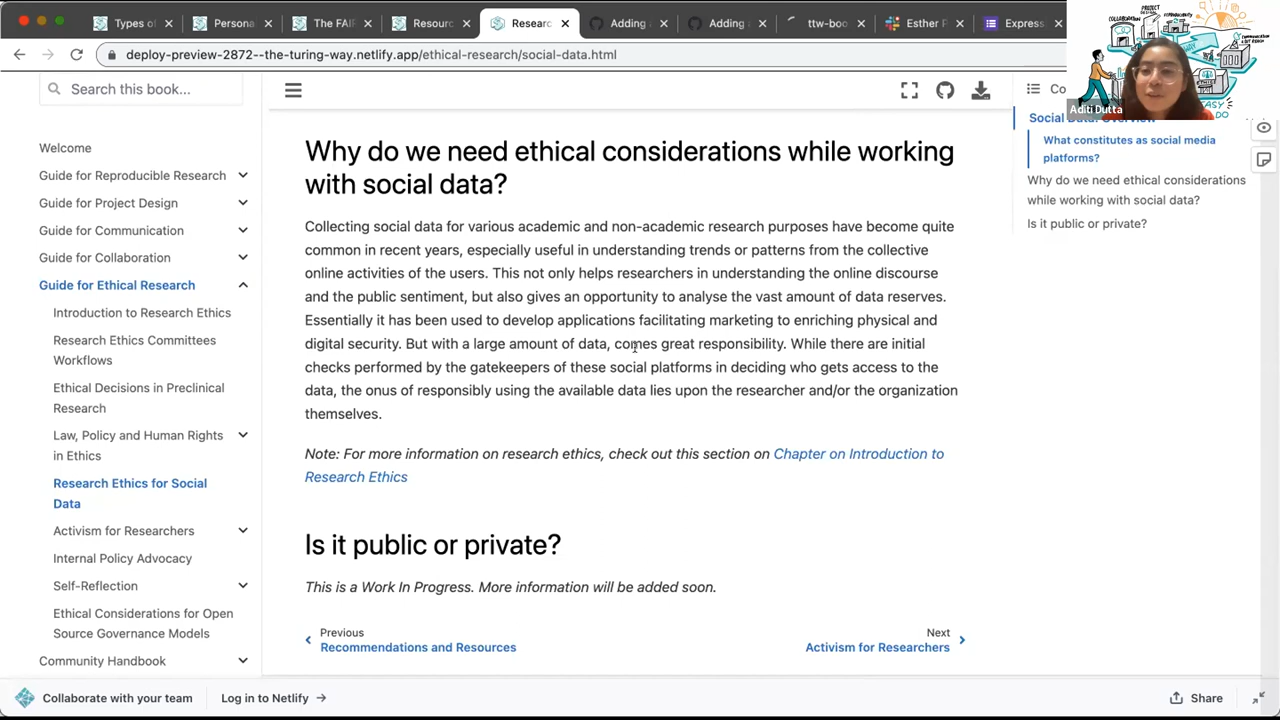 Types of
Persona
The FAI
Resourc
Researc
Adding a
Adding a
ttw-boo
Esther P
Express
deploy-preview-2872--the-turing-way.netlify.app/ethical-research/social-data.html
Aditi Dutta
Search this book...
Welcome
Guide for Reproducible Research
Guide for Project Design
Guide for Communication
Guide for Collaboration
Guide for Ethical Research
Introduction to Research Ethics
Research Ethics Committees
Workflows
Ethical Decisions in Preclinical
Research
Law, Policy and Human Rights
in Ethics
Research Ethics for Social
Data
Activism for Researchers
Internal Policy Advocacy
Self-Reflection
Ethical Considerations for Open
Source Governance Models
Community Handbook
Why do we need ethical considerations while working
with social data?
Collecting social data for various academic and non-academic research purposes have become quite
common in recent years, especially useful in understanding trends or patterns from the collective
online activities of the users. This not only helps researchers in understanding the online discourse
and the public sentiment, but also gives an opportunity to analyse the vast amount of data reserves.
Essentially it has been used to develop applications facilitating marketing to enriching physical and
digital security. But with a large amount of data, comes great responsibility. While there are initial
checks performed by the gatekeepers of these social platforms in deciding who gets access to the
data, the onus of responsibly using the available data lies upon the researcher and/or the organization
themselves.
Note: For more information on research ethics, check out this section on Chapter on Introduction to
Research Ethics
Is it public or private?
This is a Work In Progress. More information will be added soon.
Previous
Recommendations and Resources
Next
Activism for Researchers
Co
Social Data: Overview
What constitutes as social media
platforms?
Why do we need ethical considerations
while working with social data?
Is it public or private?
Collaborate with your team
Log in to Netlify →
Share